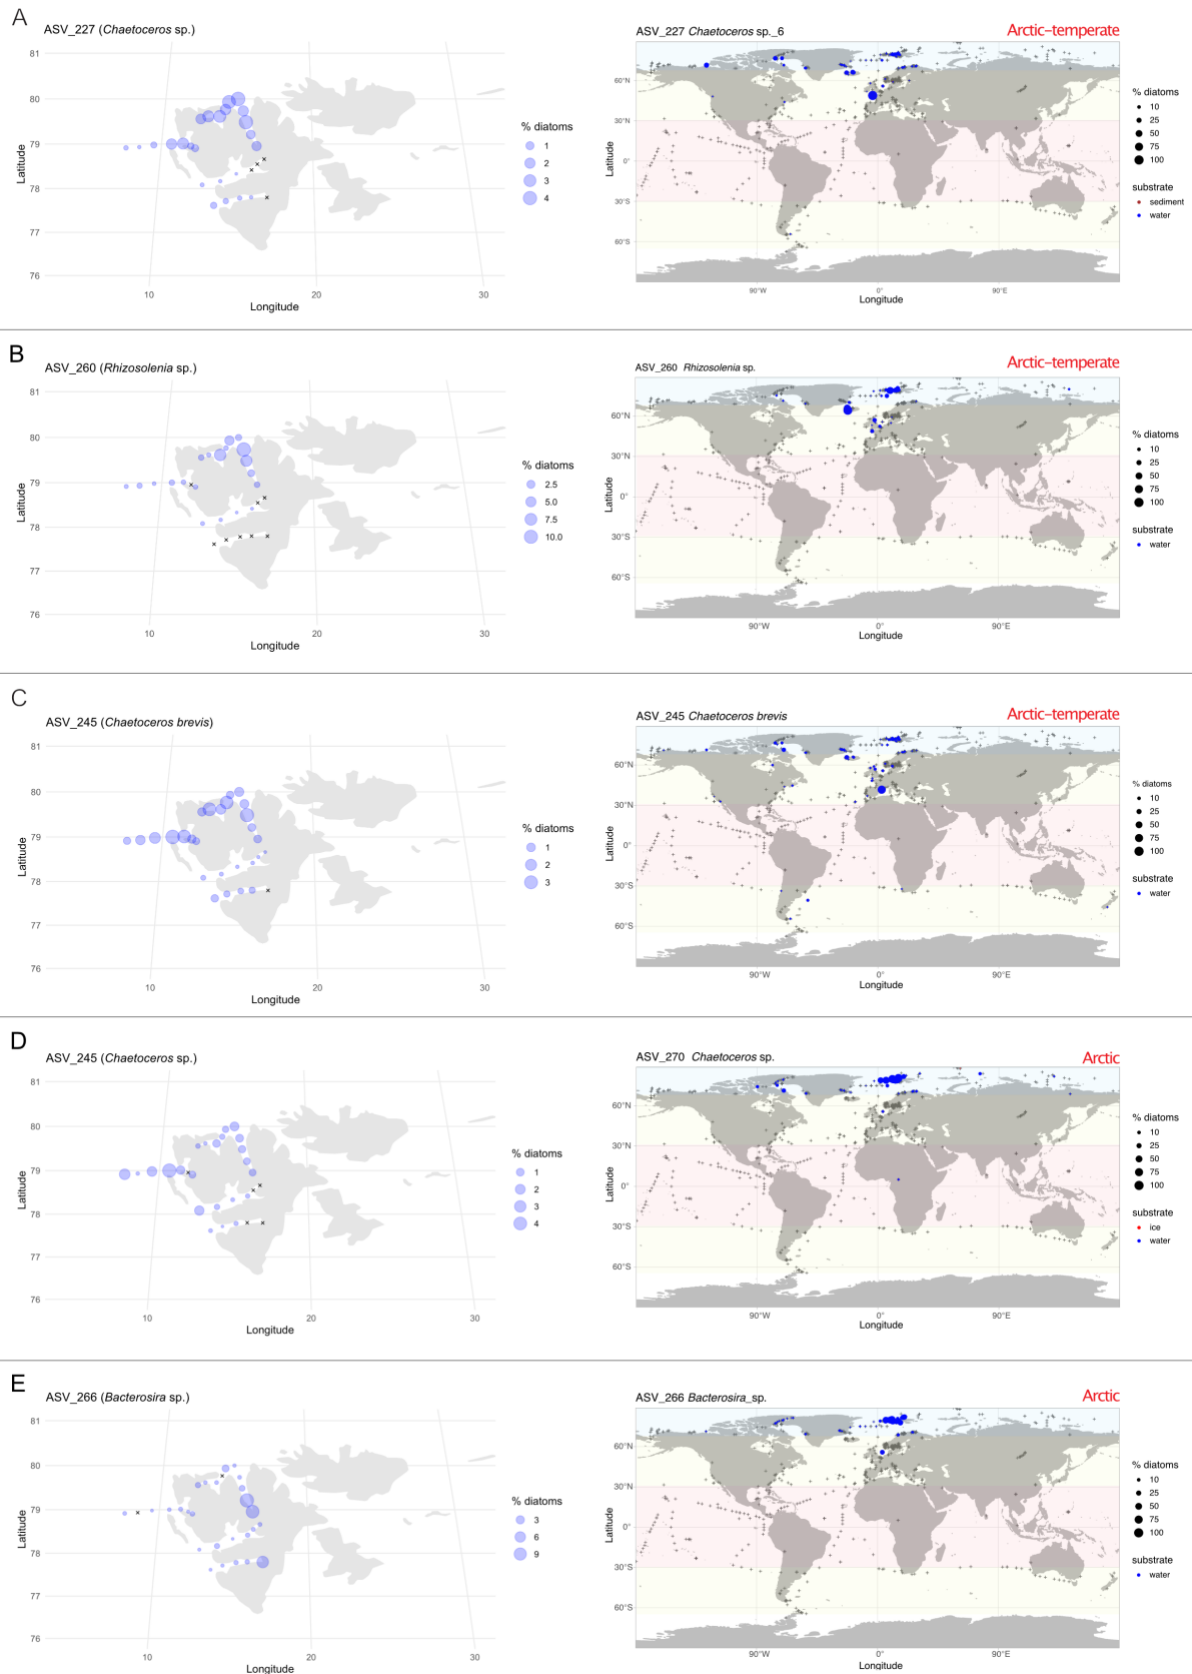 A
ASV_227 (Chaetoceros sp.)
81
80
79
78
77
76
Latitude
10
20
30
Longitude
% diatoms
1
2
3
4
ASV_227 Chaetoceros sp._6
Arctic-temperate
60°N
30°N
0°
30°S
60°S
Latitude
90°W
0°
90°E
Longitude
% diatoms
10
25
50
75
100
substrate
sediment
water
B
ASV_260 (Rhizosolenia sp.)
81
80
79
78
77
76
Latitude
10
20
30
Longitude
% diatoms
2.5
5.0
7.5
10.0
ASV_260 Rhizosolenia sp.
Arctic-temperate
60°N
30°N
0°
30°S
60°S
Latitude
90°W
0°
90°E
Longitude
% diatoms
10
25
50
75
100
substrate
water
C
ASV_245 (Chaetoceros brevis)
81
80
79
78
77
76
Latitude
10
20
30
Longitude
% diatoms
1
2
3
ASV_245 Chaetoceros brevis
Arctic-temperate
60°N
30°N
0°
30°S
60°S
Latitude
90°W
0°
90°E
Longitude
% diatoms
10
25
50
75
100
substrate
water
D
ASV_245 (Chaetoceros sp.)
81
80
79
78
77
76
Latitude
10
20
30
Longitude
% diatoms
1
2
3
4
ASV_270 Chaetoceros sp.
Arctic
60°N
30°N
0°
30°S
60°S
Latitude
90°W
0°
90°E
Longitude
% diatoms
10
25
50
75
100
substrate
ice
water
E
ASV_266 (Bacterosira sp.)
81
80
79
78
77
76
Latitude
10
20
30
Longitude
% diatoms
3
6
9
ASV_266 Bacterosira_sp.
Arctic
60°N
30°N
0°
30°S
60°S
Latitude
90°W
0°
90°E
Longitude
% diatoms
10
25
50
75
100
substrate
water